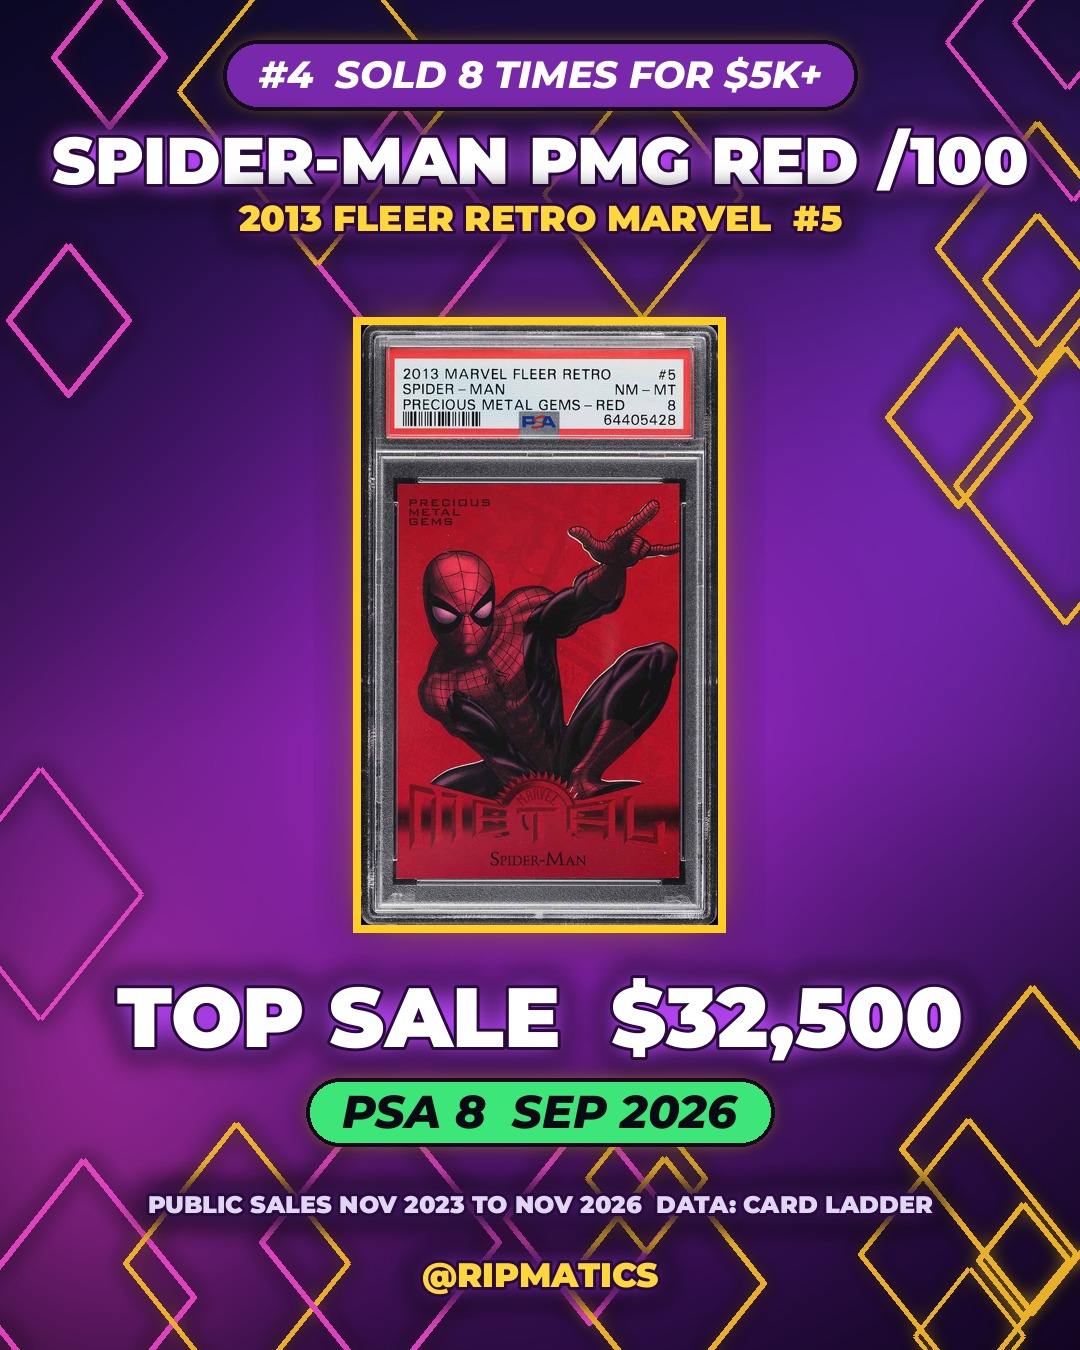 #4 SOLD 8 TIMES FOR $5K+
SPIDER-MAN PMG RED /100
2013 FLEER RETRO MARVEL #5
2013 MARVEL FLEER RETRO #5
SPIDER-MAN NM-MT
PRECIOUS METAL GEMS-RED 8
PSA 64405428
PRECIOUS
METAL
GEMS
MARVEL
METAL
SPIDER-MAN
TOP SALE $32,500
PSA 8 SEP 2026
PUBLIC SALES NOV 2023 TO NOV 2026 DATA: CARD LADDER
@RIPMATICS